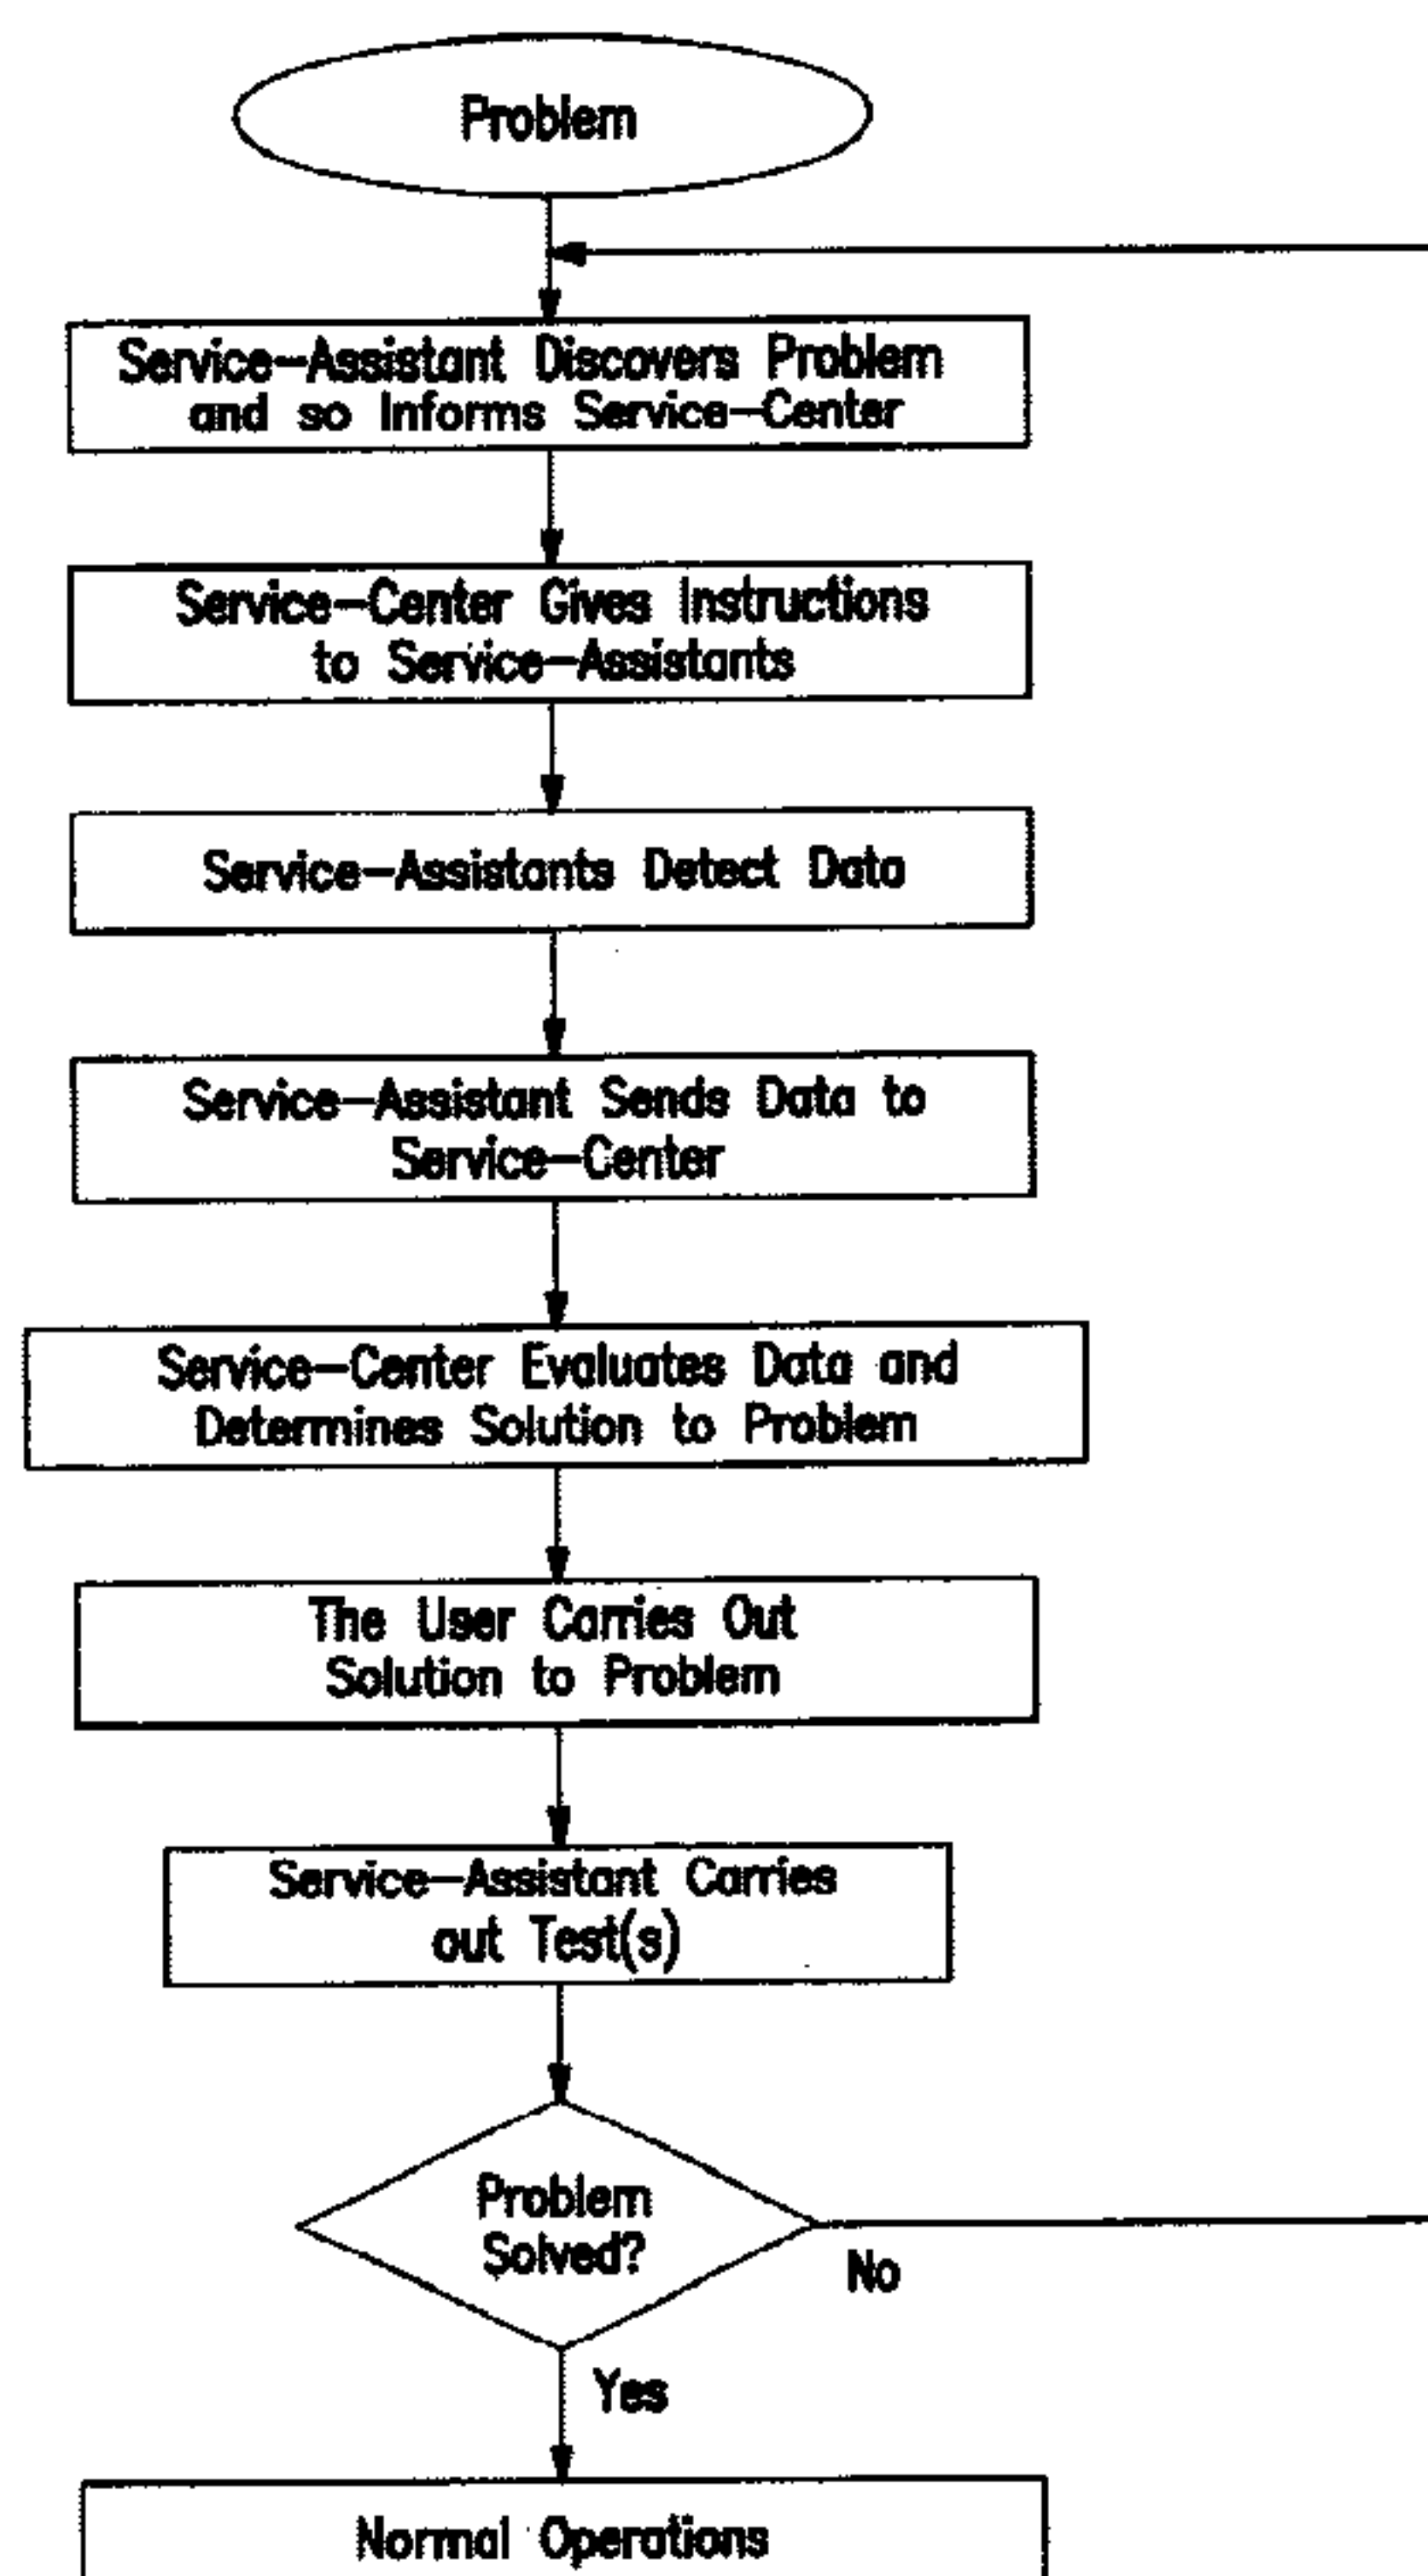 Problem
Service-Assistant Discovers Problem
and so Informs Service-Center
Service-Center Gives Instructions
to Service-Assistants
Service-Assistants Detect Data
Service-Assistant Sends Data to
Service-Center
Service-Center Evaluates Data and
Determines Solution to Problem
The User Carries Out
Solution to Problem
Service-Assistant Carries
out Test(s)
Problem
Solved?
No
Yes
Normal Operations